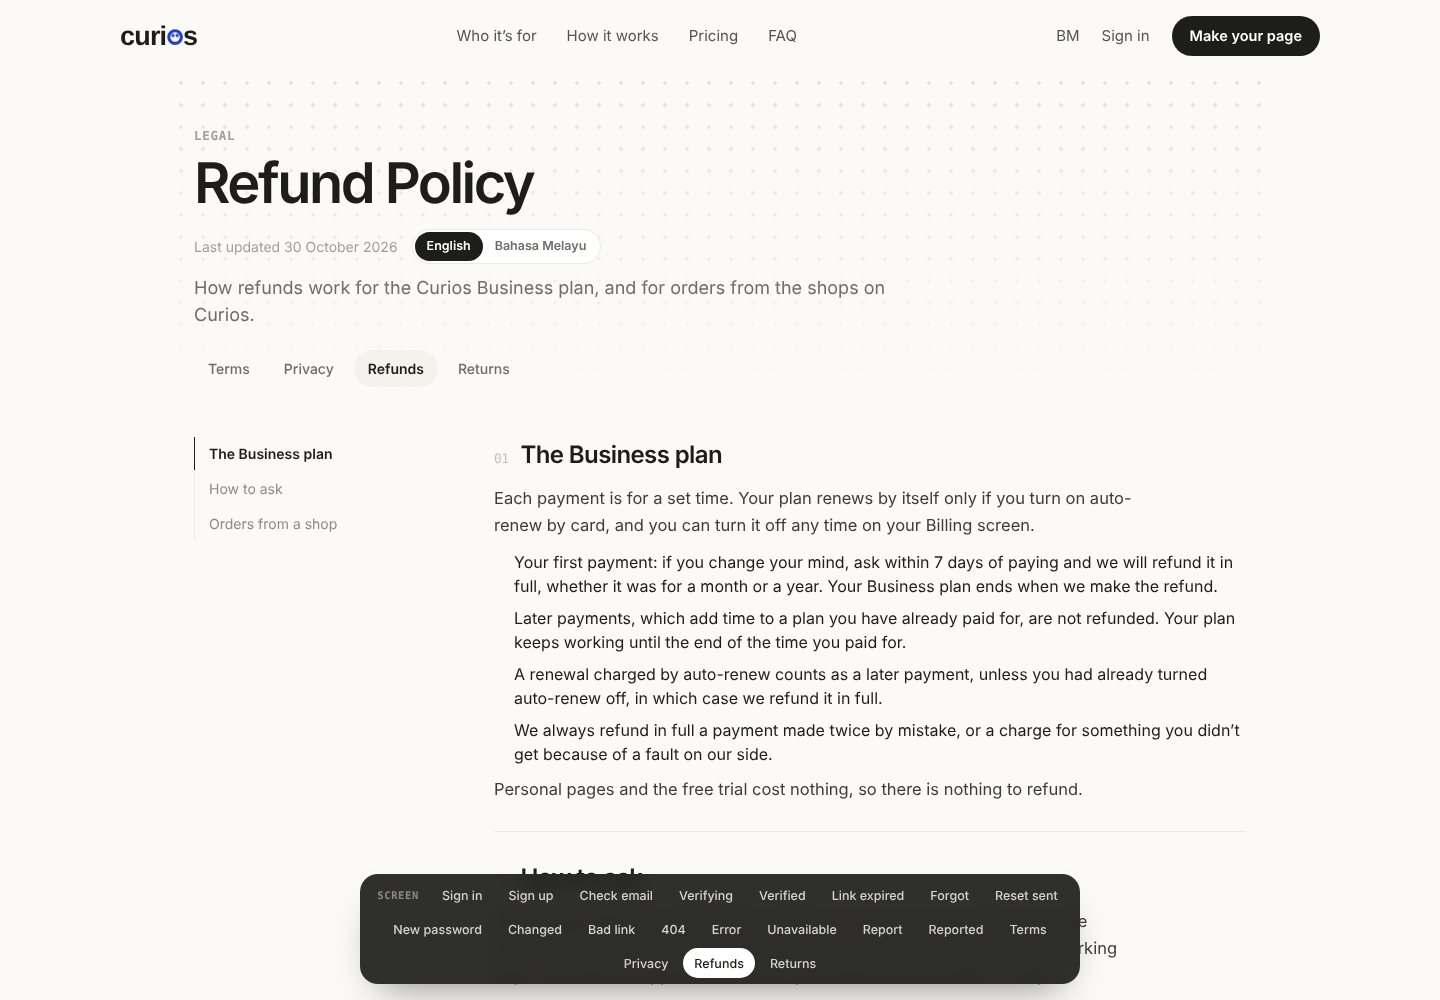 curios
Who it’s for
How it works
Pricing
FAQ
BM
Sign in
Make your page
LEGAL
Refund Policy
Last updated 30 October 2026
English
Bahasa Melayu
How refunds work for the Curios Business plan, and for orders from the shops on
Curios.
Terms
Privacy
Refunds
Returns
The Business plan
How to ask
Orders from a shop
01 The Business plan
Each payment is for a set time. Your plan renews by itself only if you turn on auto-
renew by card, and you can turn it off any time on your Billing screen.
Your first payment: if you change your mind, ask within 7 days of paying and we will refund it in
full, whether it was for a month or a year. Your Business plan ends when we make the refund.
Later payments, which add time to a plan you have already paid for, are not refunded. Your plan
keeps working until the end of the time you paid for.
A renewal charged by auto-renew counts as a later payment, unless you had already turned
auto-renew off, in which case we refund it in full.
We always refund in full a payment made twice by mistake, or a charge for something you didn’t
get because of a fault on our side.
Personal pages and the free trial cost nothing, so there is nothing to refund.
How to ask
SCREEN
Sign in
Sign up
Check email
Verifying
Verified
Link expired
Forgot
Reset sent
New password
Changed
Bad link
404
Error
Unavailable
Report
Reported
Terms
Privacy
Refunds
Returns